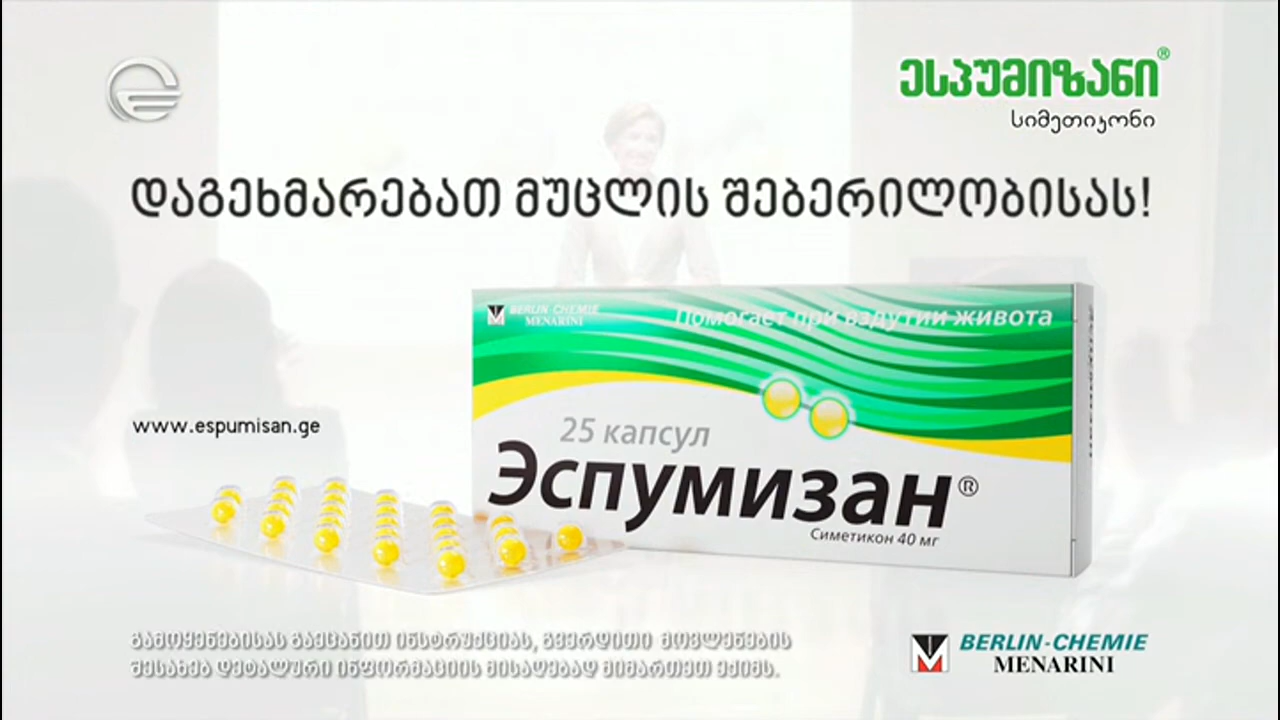 ესპუმიზანი®
სიმეთიკონი
დაგეხმარებათ მუცლის შებერილობისას!
BERLIN-CHEMIE
MENARINI
Помогает при вздутии живота
www.espumisan.ge
25 капсул
Эспумизан®
Симетикон 40 мг
გამოყენებისას გაეცანით ინსტრუქციას, გვერდითი მოვლენების
შესახებ დეტალური ინფორმაციის მისაღებად მიმართეთ ექიმს.
BERLIN-CHEMIE
MENARINI